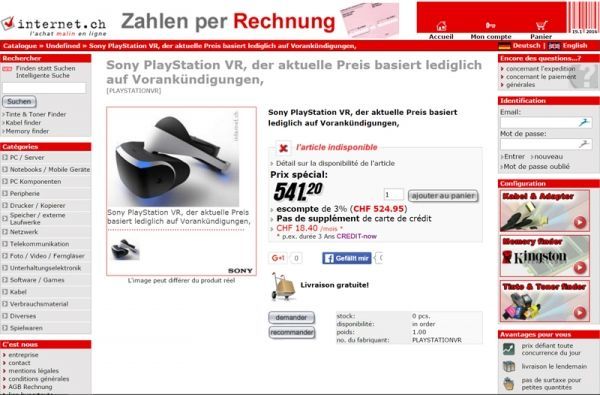 internet.ch
l'achat malin en ligne
Zahlen per Rechnung
Accueil Mon compte Panier
Catalogue » Undefined » Sony PlayStation VR, der aktuelle Preis basiert lediglich auf Vorankündigungen,
Deutsch | English
Rechercher
Finden statt Suchen
Intelligente Suche
Suchen
Tinte & Toner Finder
Kabel finder
Memory finder
Catégories
PC / Server
Notebooks / Mobile Geräte
PC Komponenten
Peripherie
Drucker / Kopierer
Speicher / externe
Laufwerke
Netzwerk
Telekommunikation
Foto / Video / Ferngläser
Unterhaltungselektronik
Software / Games
Kabel
Verbrauchsmaterial
Diverses
Spielwaren
C'est nous
entreprise
contact
mentions légales
conditions générales
AGB Rechnung
Sony PlayStation VR, der aktuelle Preis basiert lediglich
auf Vorankündigungen,
[PLAYSTATIONVR]
internet.ch
Sony PlayStation VR, der aktuelle Preis
basiert lediglich auf Vorankündigungen,
SONY
L'image peut différer du produit réel
Sony PlayStation VR, der aktuelle Preis basiert
lediglich auf Vorankündigungen,
l'article indisponible
Détail sur la disponibilité de l'article
Prix spécial:
541.20
1
ajouter au panier
escompte de 3% (CHF 524.95)
Pas de supplément de carte de crédit
CHF 18.40 /mois *
* p.ex. durée 3 Ans CREDIT-now
+1 0
Gefällt mir 0
Livraison gratuite!
demander
recommander
stock: 0 pcs.
disponibilité: in order
poids: 1.00
no. du fabriquant: PLAYSTATIONVR
Encore des questions...?
concernant l'expedition
concernant le paiement
générales
Identification
Email:
Mot de passe:
Entrer
nouveau
Mot de passe oublié
Configuration
Kabel & Adapter
Memory finder
Kingston
Tinte & Toner finder
Avantages pour vous
prix défiant toute
concurrence du jour
livraison le lendemain
pas de surtaxe pour
petites quantités